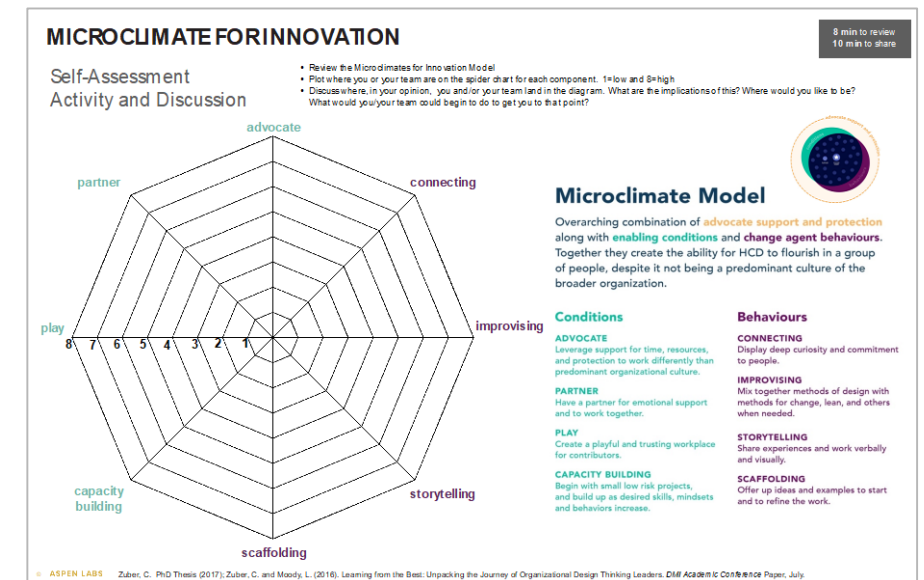 MICROCLIMATE FOR INNOVATION
8 min to review
10 min to share
Self-Assessment
Activity and Discussion
• Review the Microclimates for Innovation Model
• Plot where you or your team are on the spider chart for each component. 1=low and 8=high
• Discuss where, in your opinion, you and/or your team land in the diagram. What are the implications of this? Where would you like to be?
What would you/your team could begin to do to get you to that point?
advocate
partner
connecting
play
improvising
8 7 6 5 4 3 2 1
capacity
building
storytelling
scaffolding
advocate support and protection
Microclimate Model
Overarching combination of advocate support and protection
along with enabling conditions and change agent behaviours.
Together they create the ability for HCD to flourish in a group
of people, despite it not being a predominant culture of the
broader organization.
Conditions
ADVOCATE
Leverage support for time, resources,
and protection to work differently than
predominant organizational culture.
PARTNER
Have a partner for emotional support
and to work together.
PLAY
Create a playful and trusting workplace
for contributors.
CAPACITY BUILDING
Begin with small low risk projects,
and build up as desired skills, mindsets
and behaviors increase.
Behaviours
CONNECTING
Display deep curiosity and commitment
to people.
IMPROVISING
Mix together methods of design with
methods for change, lean, and others
when needed.
STORYTELLING
Share experiences and work verbally
and visually.
SCAFFOLDING
Offer up ideas and examples to start
and to refine the work.
ASPEN LABS
Zuber, C. PhD Thesis (2017); Zuber, C. and Moody, L. (2016). Learning from the Best: Unpacking the Journey of Organizational Design Thinking Leaders. DMI Academic Conference Paper, July.